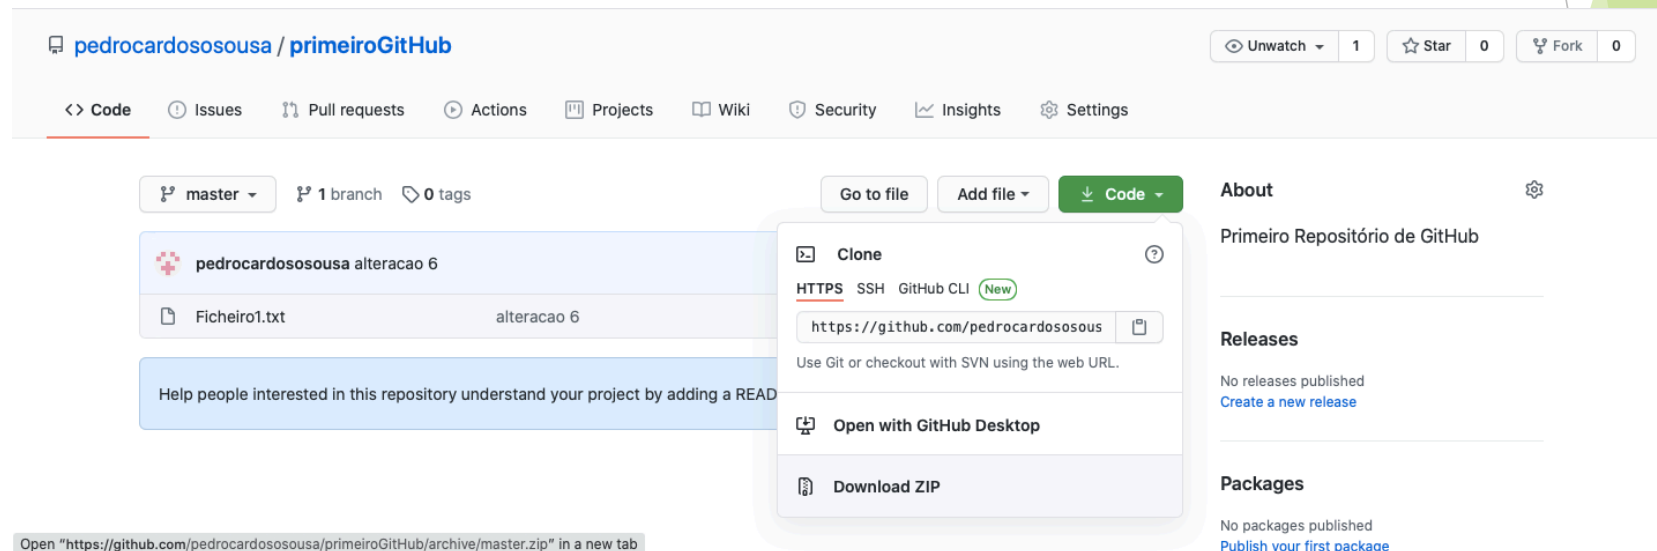 pedrocardososousa / primeiroGitHub
Unwatch 1 Star 0 Fork 0
Code Issues Pull requests Actions Projects Wiki Security Insights Settings
master 1 branch 0 tags Go to file Add file Code
pedrocardososousa alteracao 6
Ficheiro1.txt alteracao 6
Help people interested in this repository understand your project by adding a READ
Clone
HTTPS SSH GitHub CLI New
https://github.com/pedrocardososous
Use Git or checkout with SVN using the web URL.
Open with GitHub Desktop
Download ZIP
About
Primeiro Repositório de GitHub
Releases
No releases published
Create a new release
Packages
No packages published
Publish your first package
Open “https://github.com/pedrocardososousa/primeiroGitHub/archive/master.zip” in a new tab